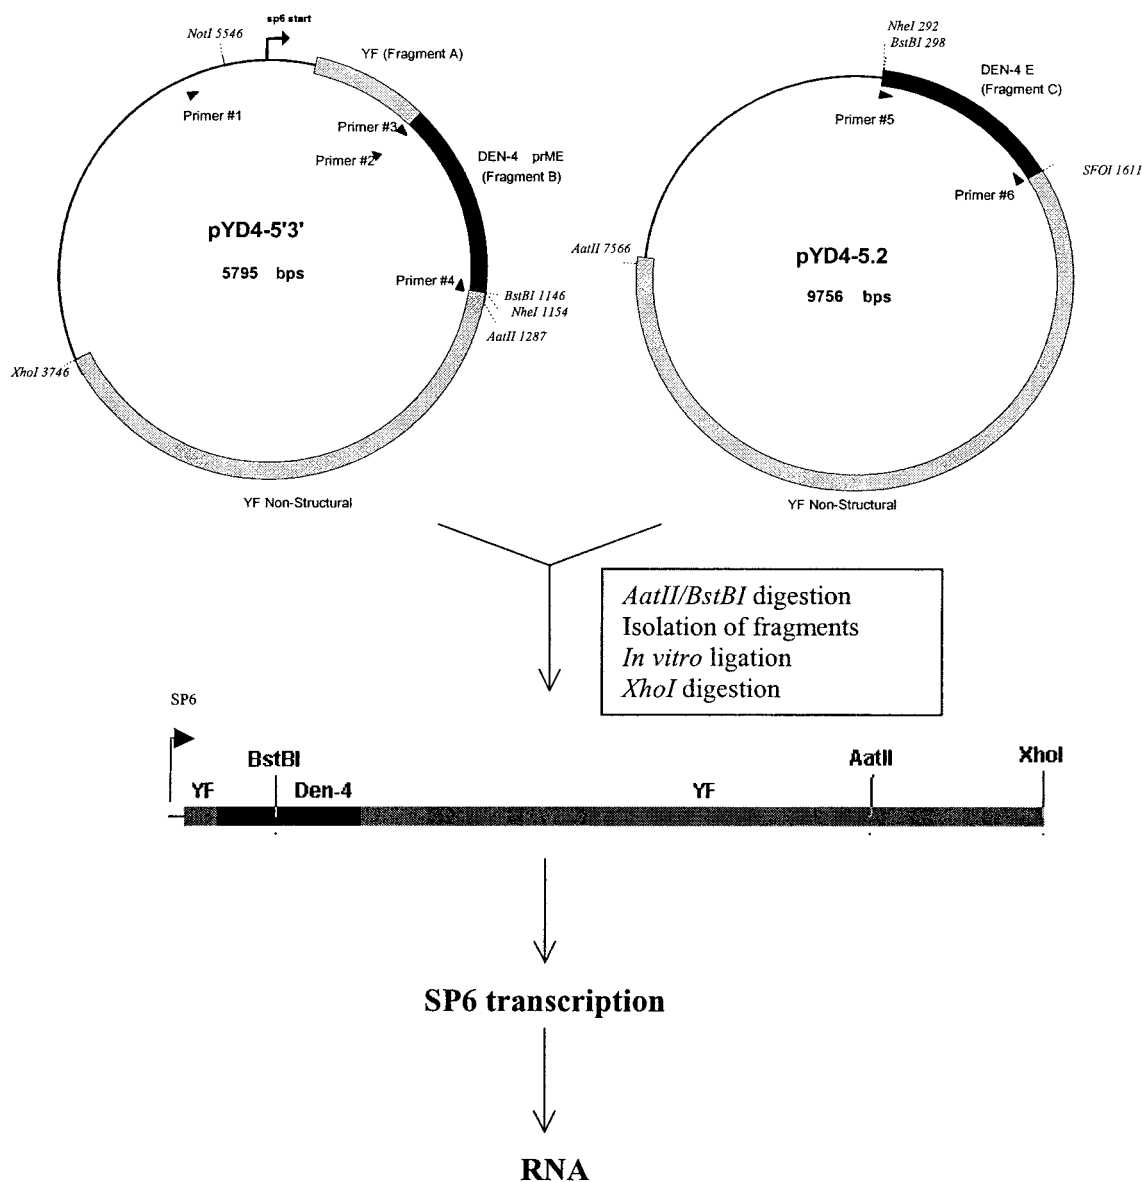 sp6 start
NotI 5546
YF (Fragment A)
Primer #1
Primer #3
Primer #2
DEN-4 prME
(Fragment B)
pYD4-5'3'
5795 bps
Primer #4
BstBI 1146
NheI 1154
AatII 1287
XhoI 3746
YF Non-Structural
NheI 292
BstBI 298
DEN-4 E
(Fragment C)
Primer #5
SFOI 1611
Primer #6
AatII 7566
pYD4-5.2
9756 bps
YF Non-Structural
AatII/BstBI digestion
Isolation of fragments
In vitro ligation
XhoI digestion
SP6
BstBI
AatII
XhoI
YF
Den-4
YF
SP6 transcription
RNA